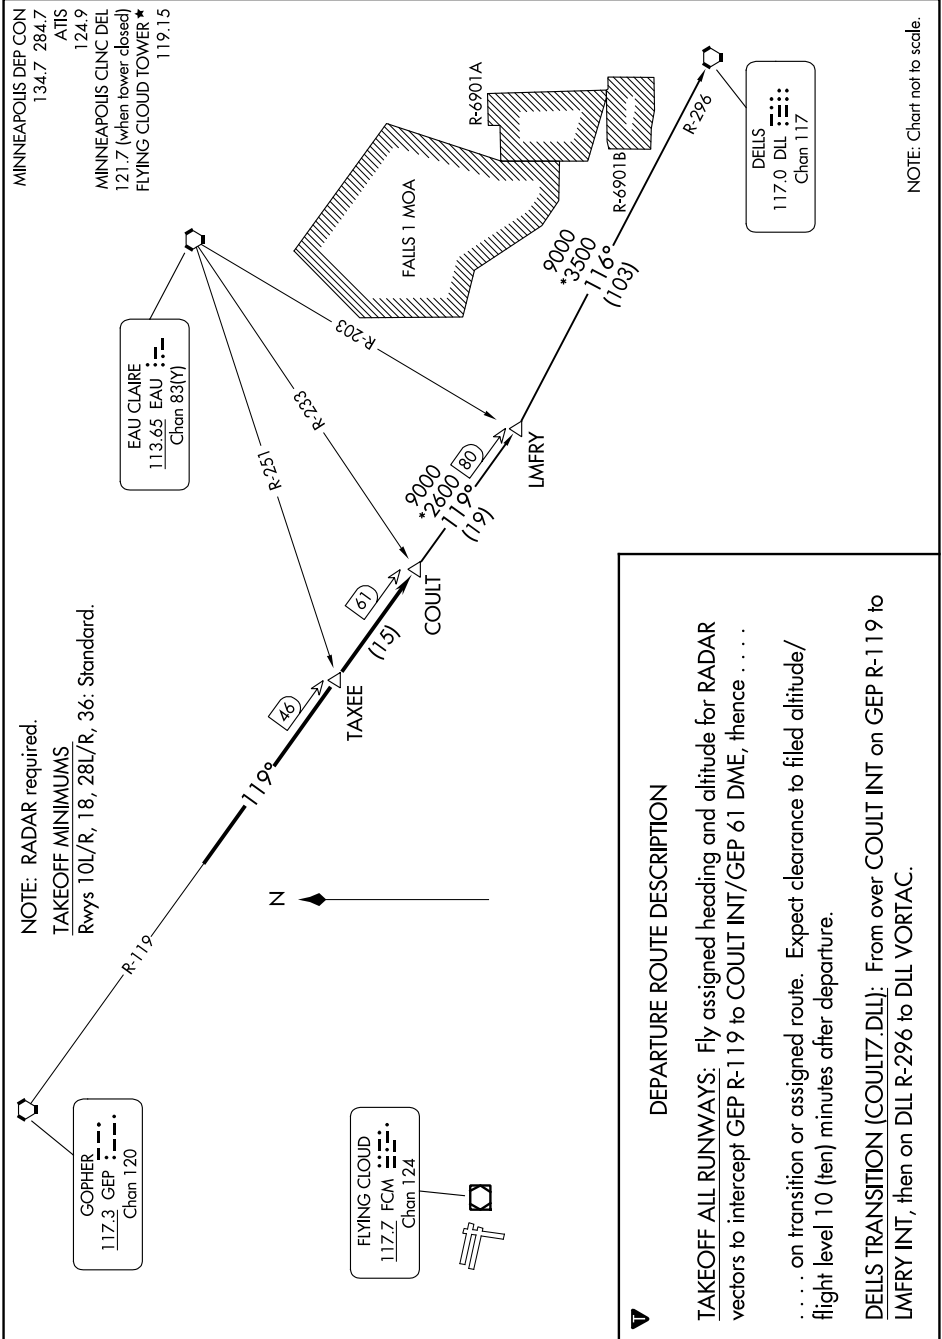 MINNEAPOLIS DEP CON
134.7 284.7
ATIS
124.9
MINNEAPOLIS CLNC DEL
121.7 (when tower closed)
FLYING CLOUD TOWER ★
119.15
NOTE: RADAR required.
TAKEOFF MINIMUMS
Rwys 10L/R, 18, 28L/R, 36: Standard.
GOPHER
117.3 GEP
Chan 120
R-119
119°
N
FLYING CLOUD
117.7 FCM
Chan 124
EAU CLAIRE
113.65 EAU
Chan 83(Y)
R-251
R-233
R-203
46
TAXEE
(15)
61
COULT
9000
*2600
119°
(19)
80
LMFRY
9000
*3500
116°
(103)
FALLS 1 MOA
R-6901A
R-6901B
R-296
DELLS
117.0 DLL
Chan 117
NOTE: Chart not to scale.
T
DEPARTURE ROUTE DESCRIPTION
TAKEOFF ALL RUNWAYS: Fly assigned heading and altitude for RADAR
vectors to intercept GEP R-119 to COULT INT/GEP 61 DME, thence . . . .
. . . . on transition or assigned route. Expect clearance to filed altitude/
flight level 10 (ten) minutes after departure.
DELLS TRANSITION (COULT7.DLL): From over COULT INT on GEP R-119 to
LMFRY INT, then on DLL R-296 to DLL VORTAC.